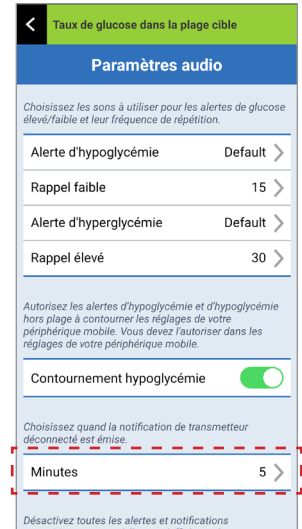 Taux de glucose dans la plage cible
Paramètres audio
Choisissez les sons à utiliser pour les alertes de glucose
élevé/faible et leur fréquence de répétition.
Alerte d'hypoglycémie Default
Rappel faible 15
Alerte d'hyperglycémie Default
Rappel élevé 30
Autorisez les alertes d'hypoglycémie et d'hypoglycémie
hors plage à contourner les réglages de votre
périphérique mobile. Vous devez l'autoriser dans les
réglages de votre périphérique mobile.
Contournement hypoglycémie
Choisissez quand la notification de transmetteur
déconnecté est émise.
Minutes 5
Désactivez toutes les alertes et notifications